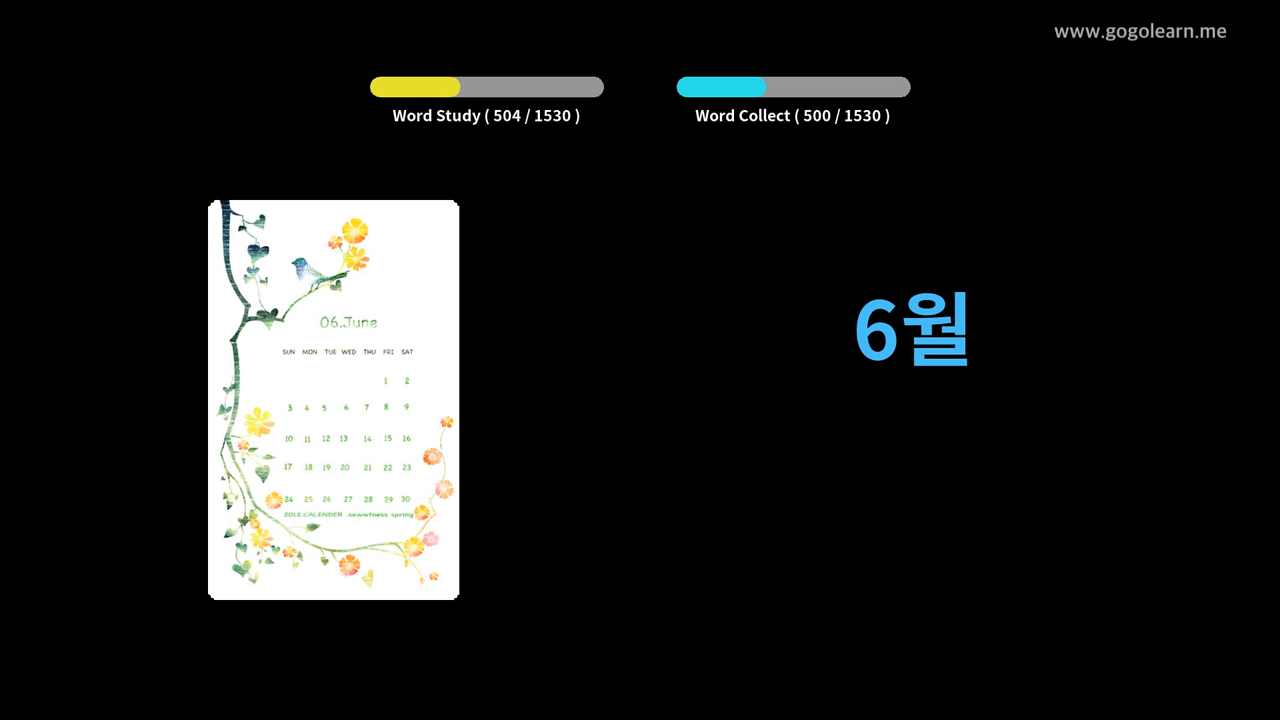 www.gogolearn.me
Word Study ( 504 / 1530 )
Word Collect ( 500 / 1530 )
06.June
SUN MON TUE WED THU FRI SAT
1 2
3 4 5 6 7 8 9
10 11 12 13 14 15 16
17 18 19 20 21 22 23
24 25 26 27 28 29 30
2012.CALENDER .sewwtness spring
6월